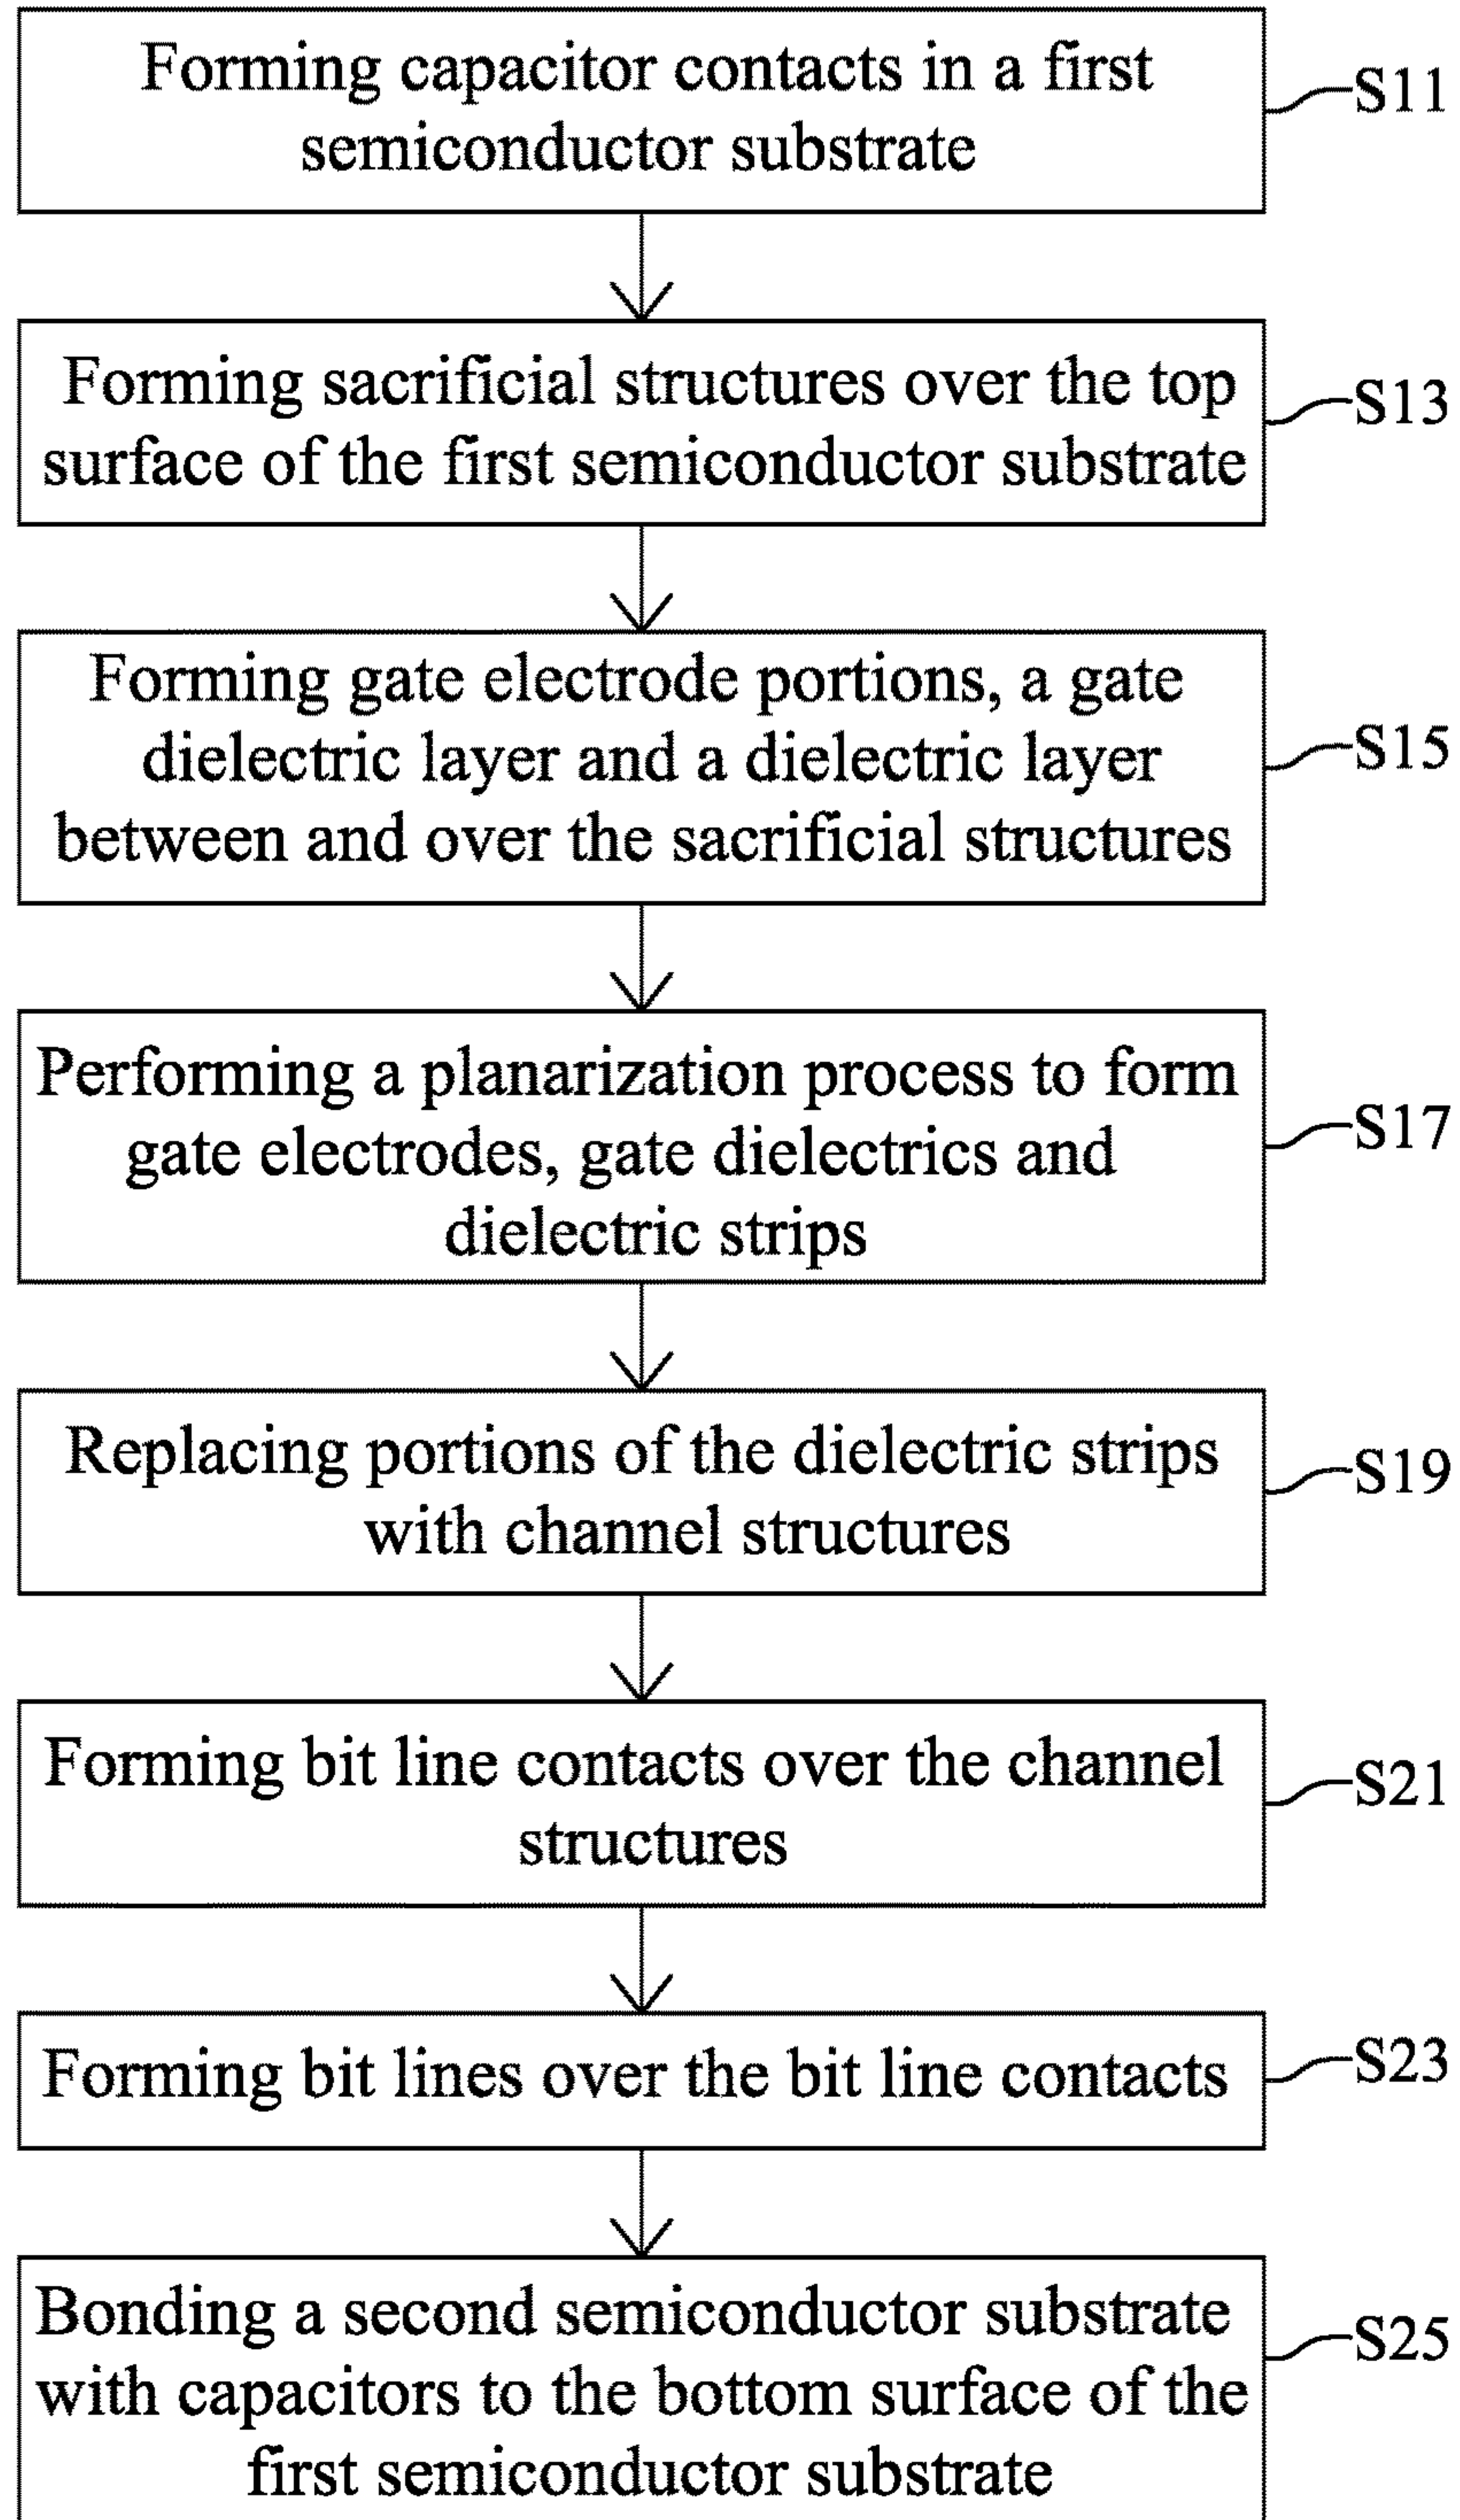 Forming capacitor contacts in a first
semiconductor substrate
S11
Forming sacrificial structures over the top
surface of the first semiconductor substrate
S13
Forming gate electrode portions, a gate
dielectric layer and a dielectric layer
between and over the sacrificial structures
S15
Performing a planarization process to form
gate electrodes, gate dielectrics and
dielectric strips
S17
Replacing portions of the dielectric strips
with channel structures
S19
Forming bit line contacts over the channel
structures
S21
Forming bit lines over the bit line contacts
S23
Bonding a second semiconductor substrate
with capacitors to the bottom surface of the
first semiconductor substrate
S25